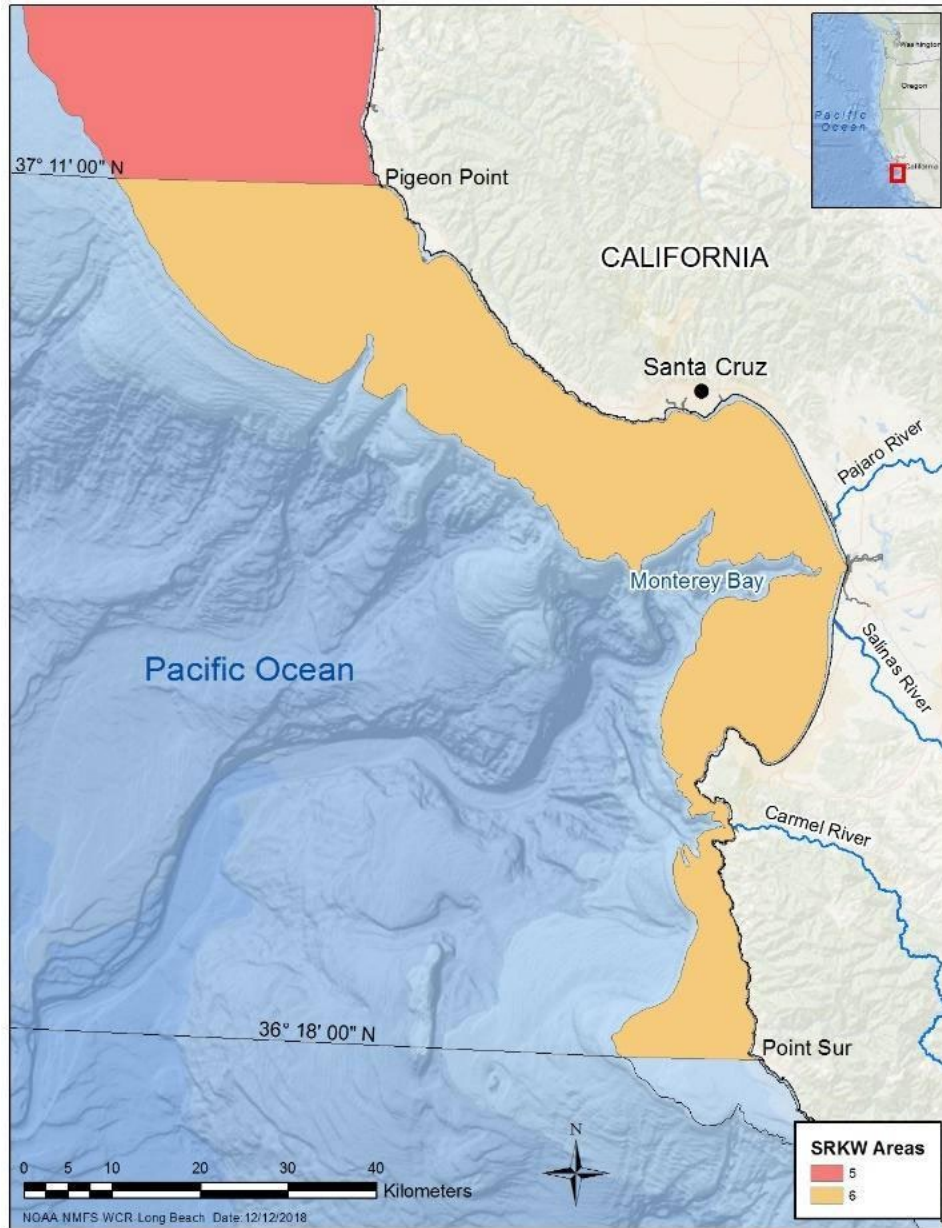 Washington
Oregon
Pacific
Ocean
California
37° 11' 00" N
Pigeon Point
CALIFORNIA
Santa Cruz
Pajaro River
Monterey Bay
Salinas River
Pacific Ocean
Carmel River
36° 18' 00" N
Point Sur
N
0 5 10 20 30 40
Kilometers
SRKW Areas
5
6
NOAA NMFS WCR Long Beach Date: 12/12/2018